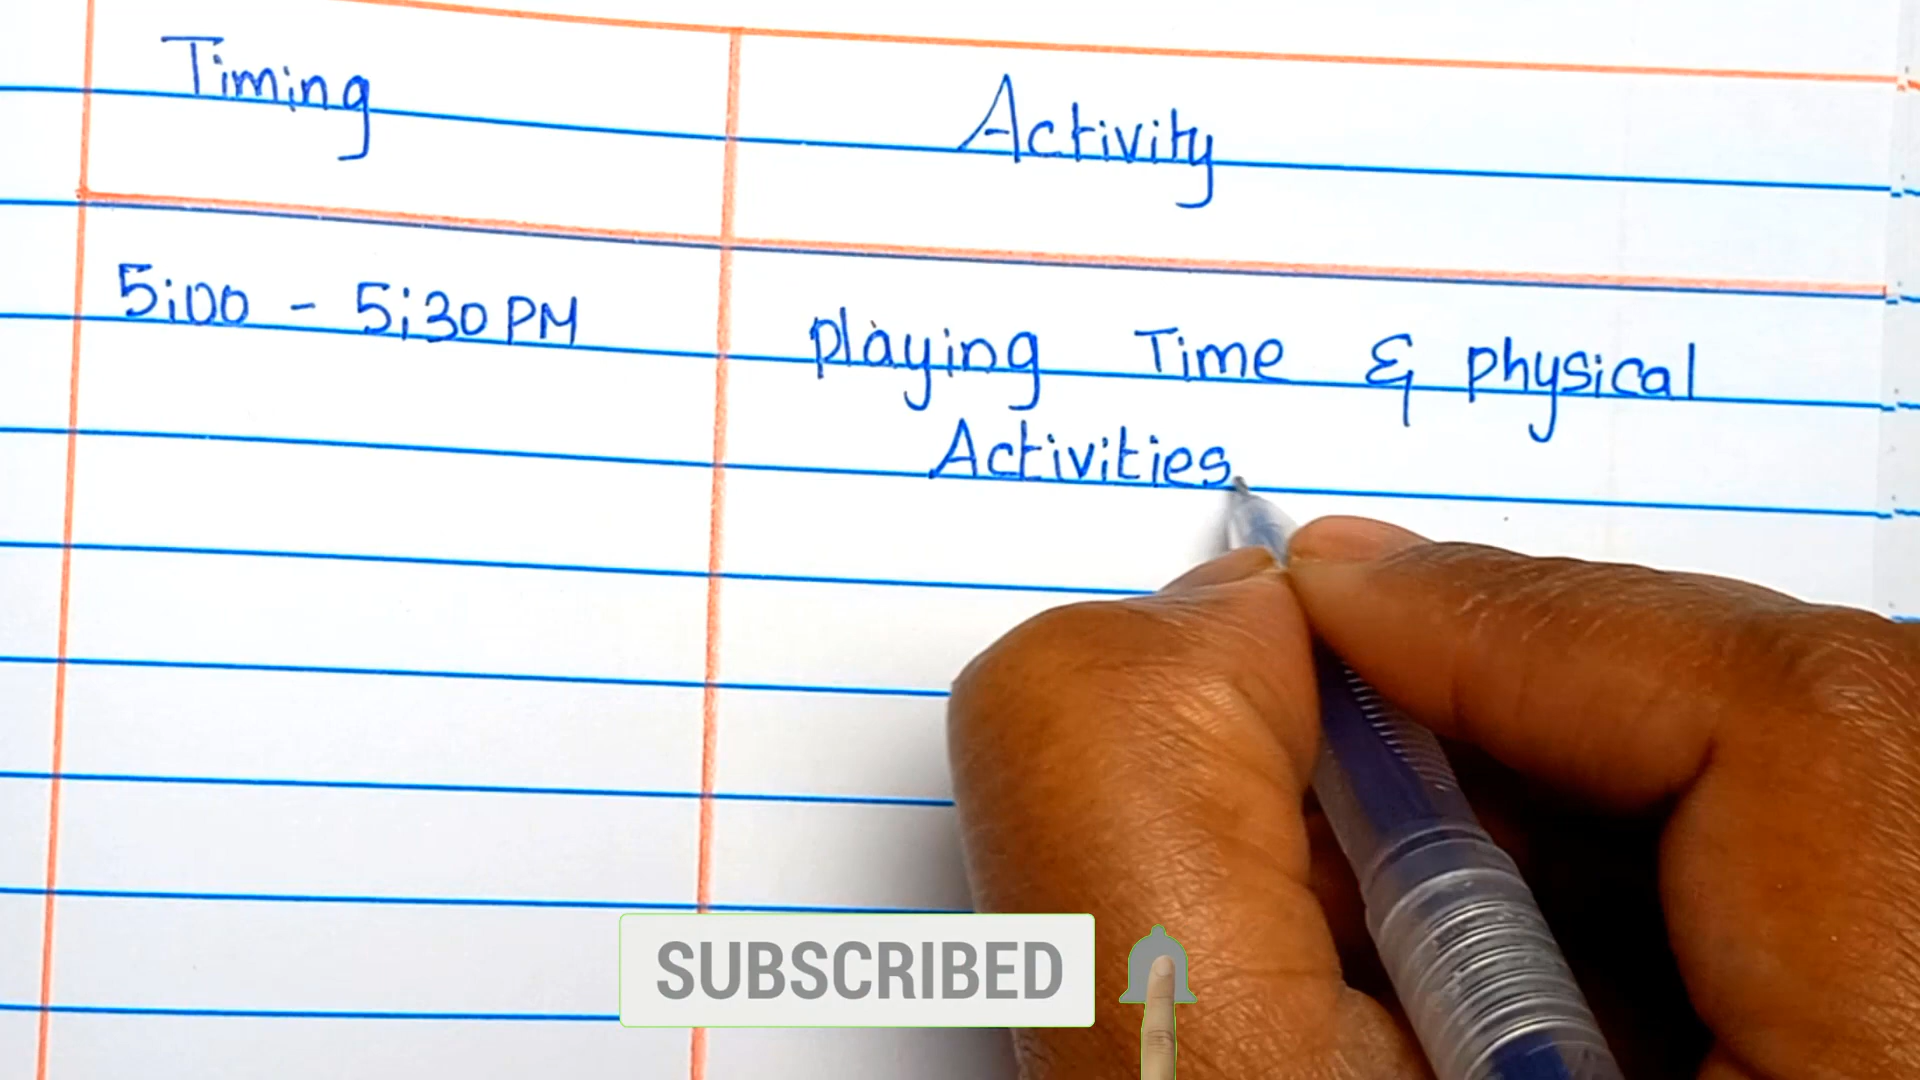 Timing Activity
5:00 - 5:30 PM playing Time & physical
Activities
SUBSCRIBED